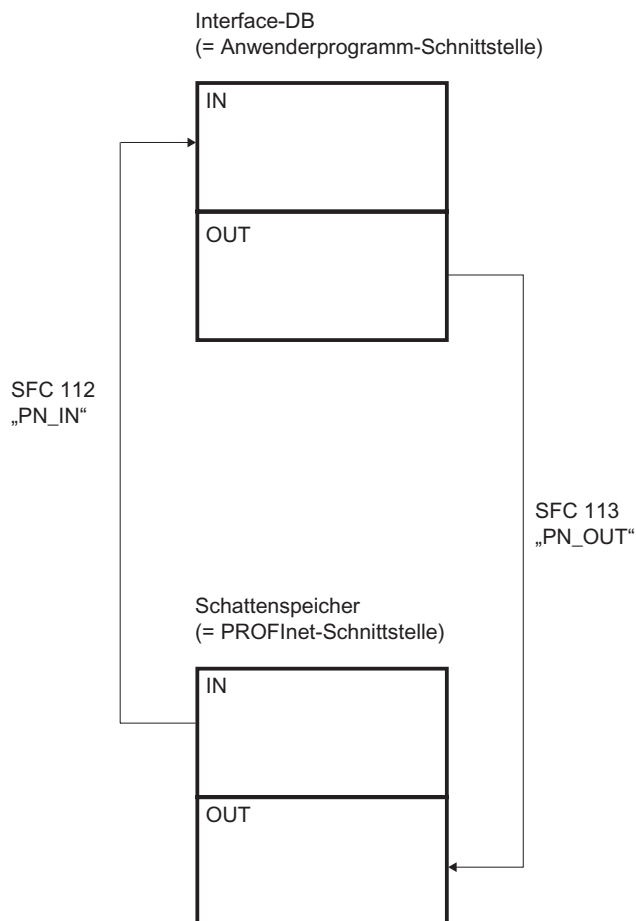 Interface-DB
(= Anwenderprogramm-Schnittstelle)
IN
OUT
SFC 112
„PN_IN“
SFC 113
„PN_OUT“
Schattenspeicher
(= PROFInet-Schnittstelle)
IN
OUT